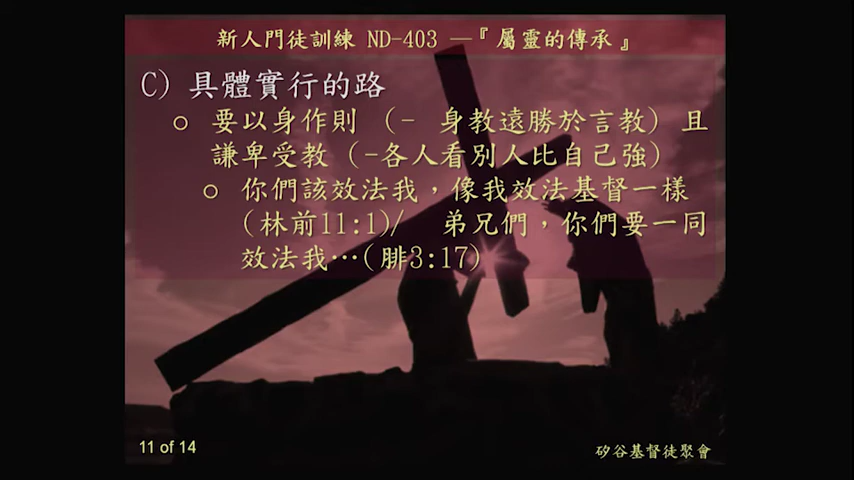 新人門徒訓練 ND-403 —『屬靈的傳承』
C) 具體實行的路
○ 要以身作則 (- 身教遠勝於言教) 且
謙卑受教 (-各人看別人比自己強)
○ 你們該效法我，像我效法基督一樣
(林前11:1)/ 弟兄們，你們要一同
效法我…(腓3:17)
11 of 14
矽谷基督徒聚會